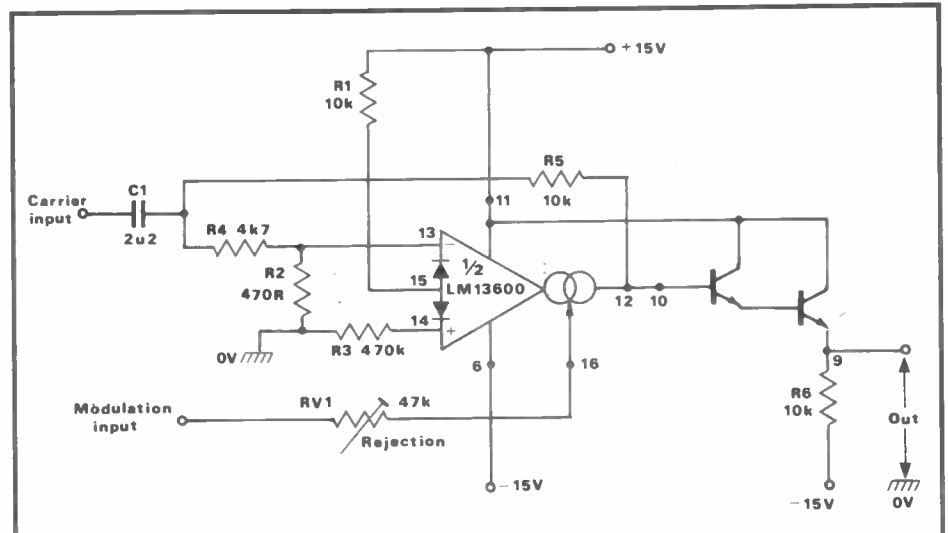 +15V
R1
10k
R5
10k
11
Carrier
input
C1
2u2
R4 4k7
13
−
½
LM13600
R2
470R
15
12
10
14
+
0V
R3 470k
6
16
9
R6
10k
Out
Modulation
input
RV1
47k
Rejection
−15V
−15V
0V